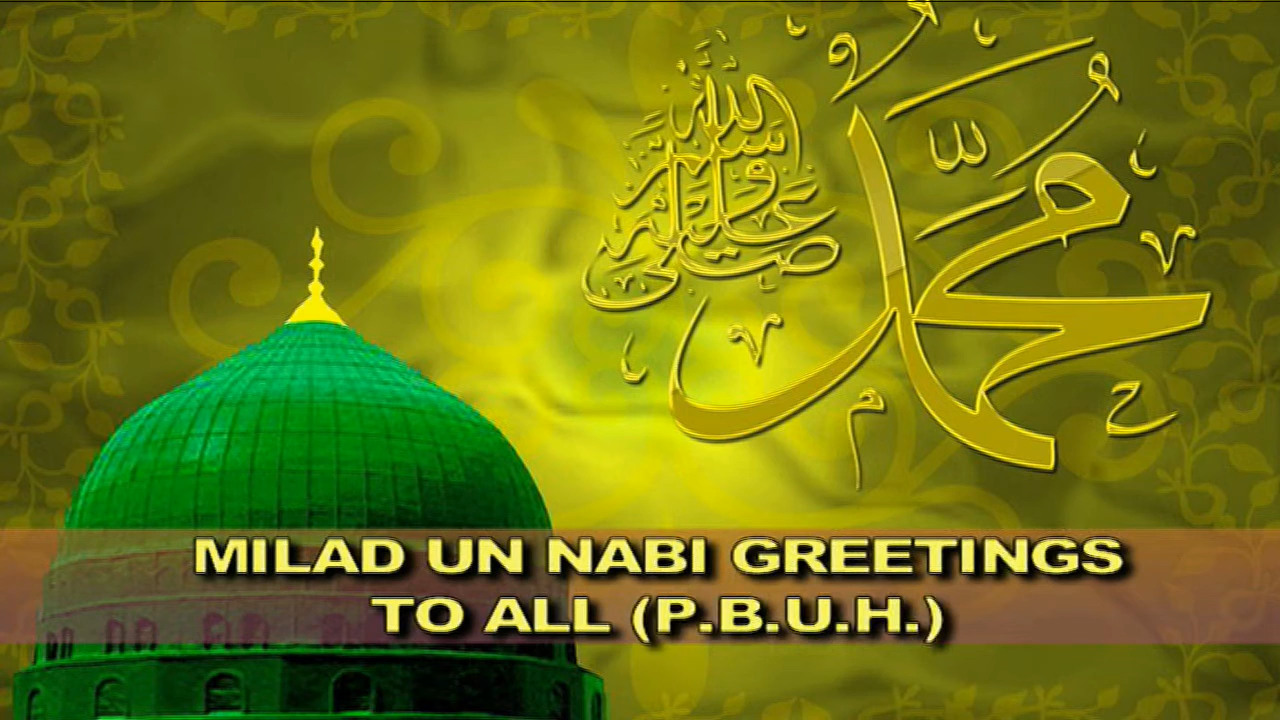 محمد
صلى الله عليه وسلم
MILAD UN NABI GREETINGS
TO ALL (P.B.U.H.)